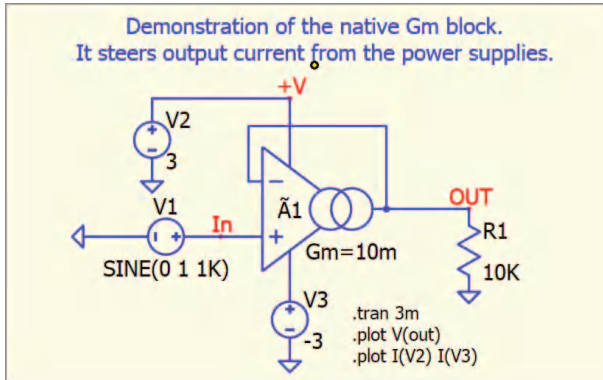 Demonstration of the native Gm block.
It steers output current from the power supplies.
+V
V2
3
V1
In
SINE(0 1 1K)
Ã1
Gm=10m
OUT
R1
10K
V3
-3
.tran 3m
.plot V(out)
.plot I(V2) I(V3)